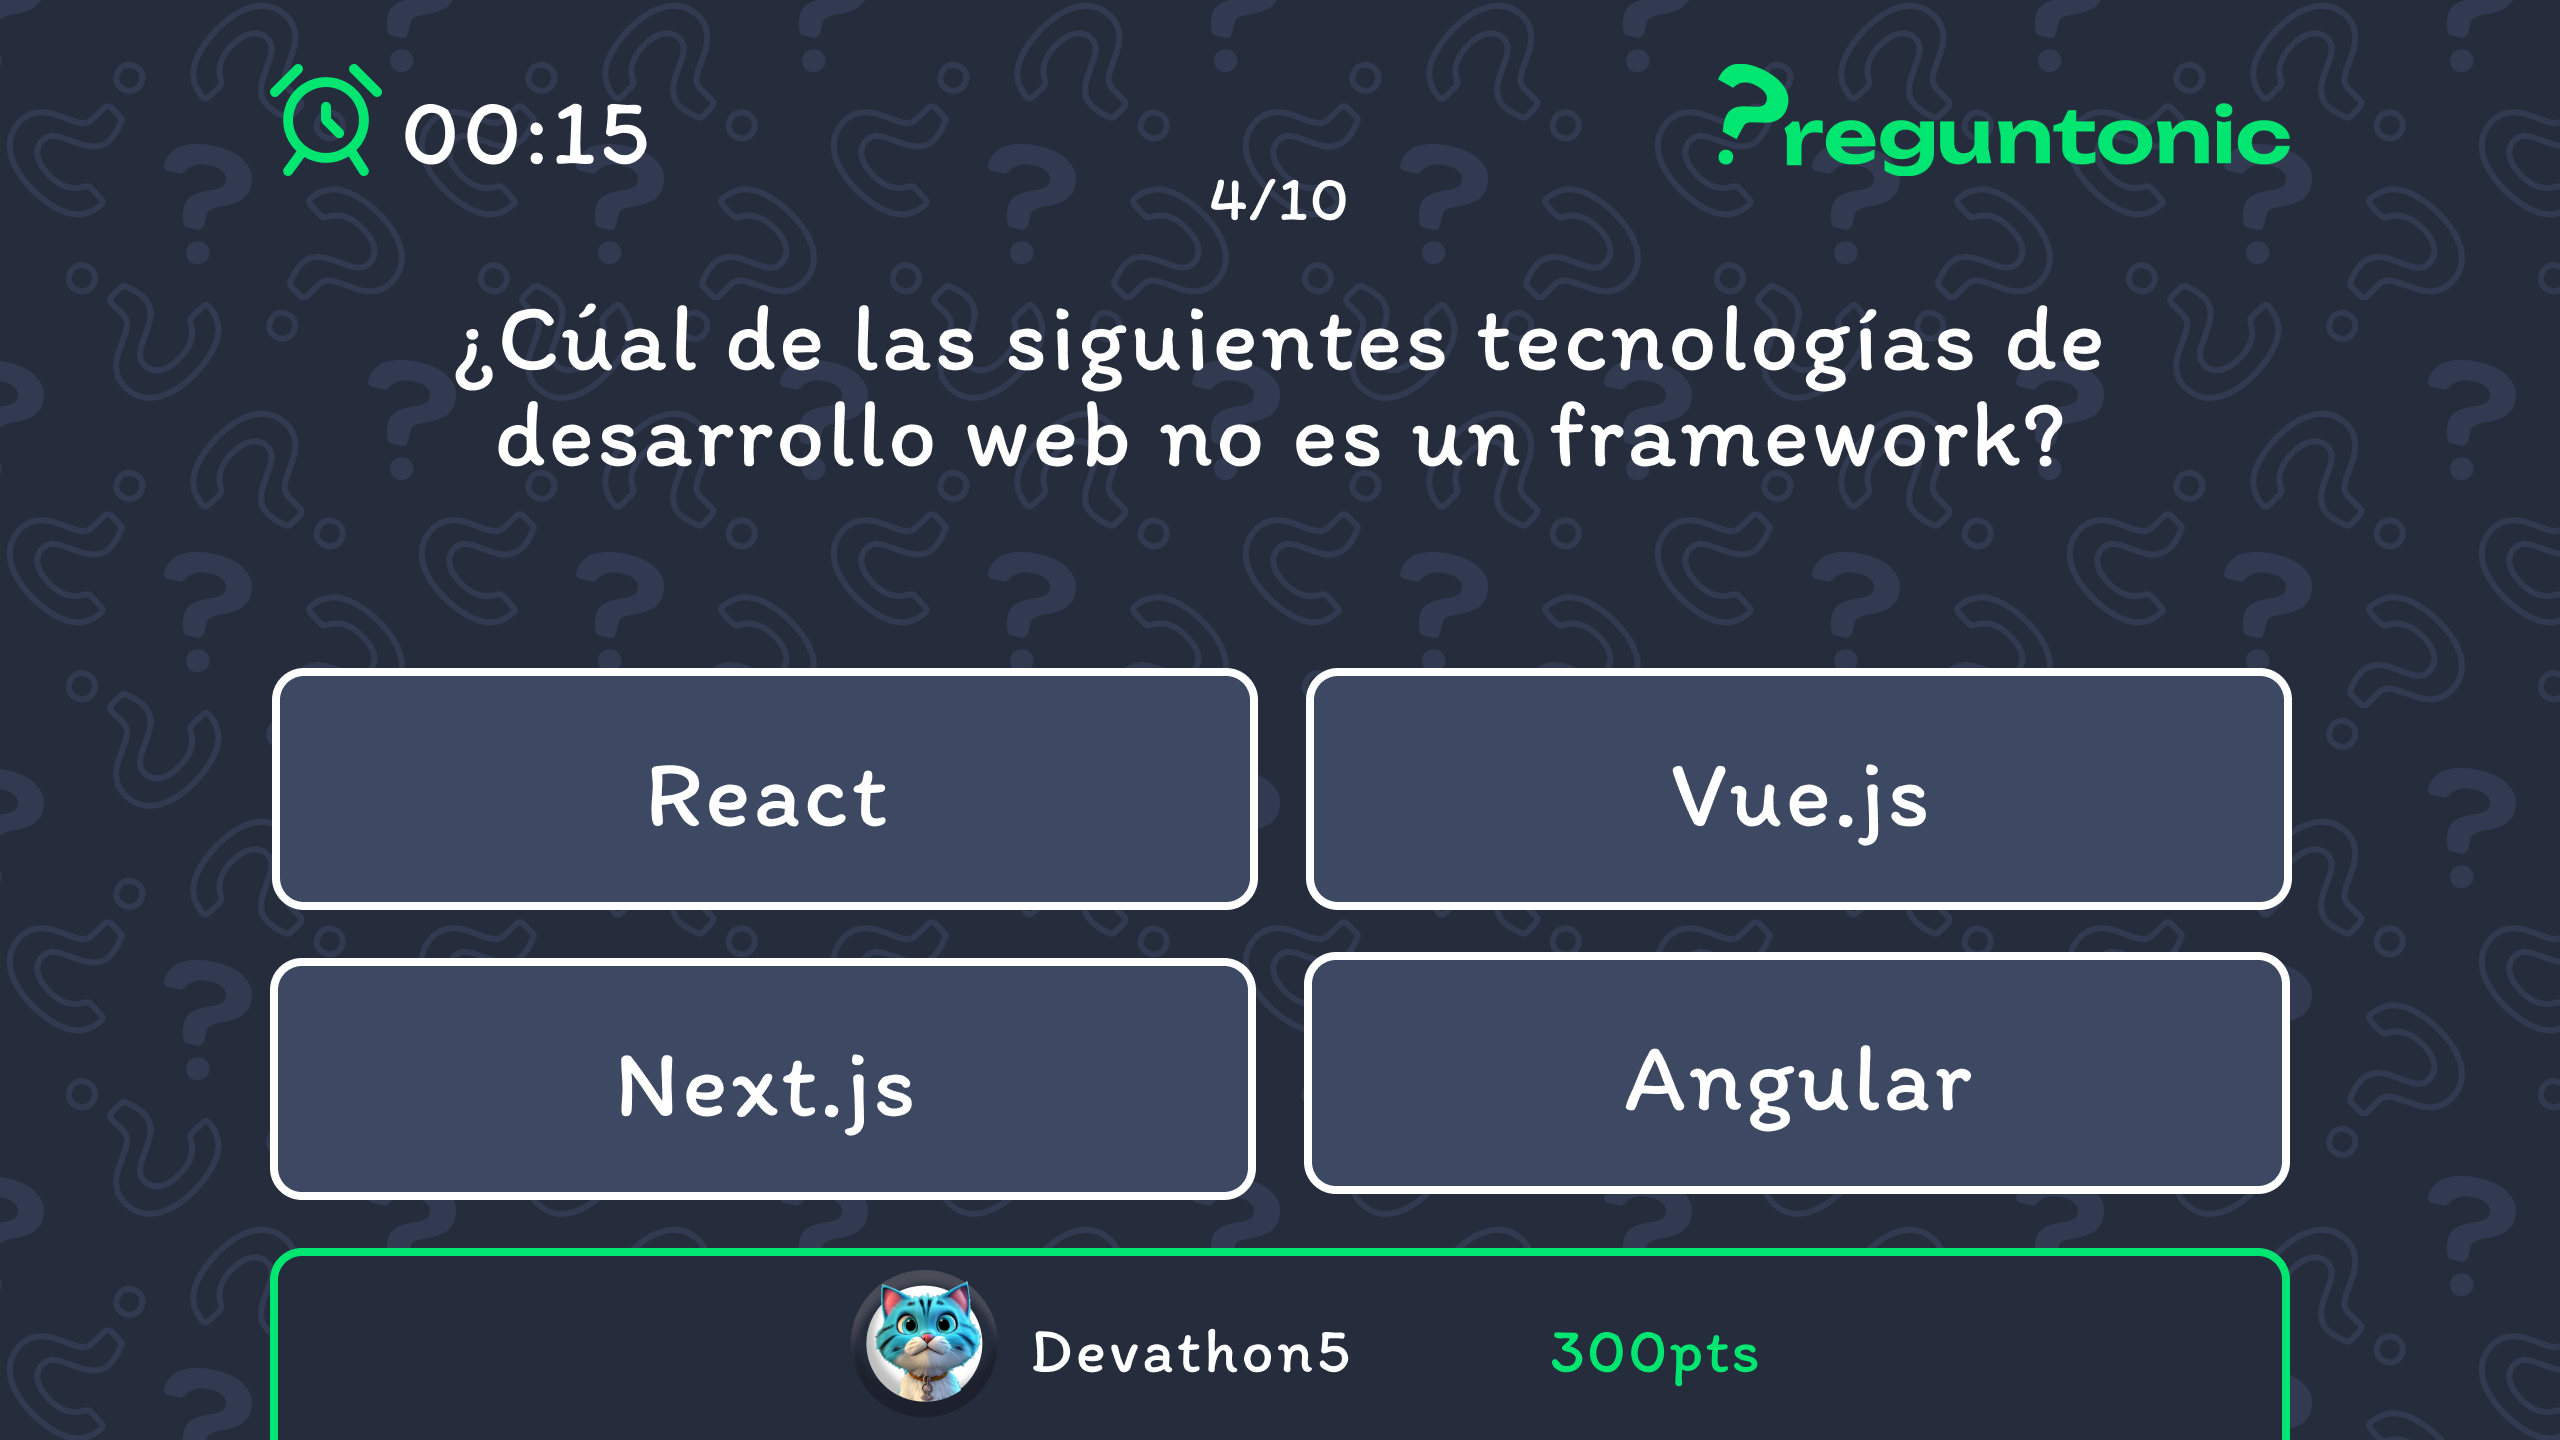 00:15
?reguntonic
4/10
¿Cúal de las siguientes tecnologías de
desarrollo web no es un framework?
React
Vue.js
Next.js
Angular
Devathon5
300pts